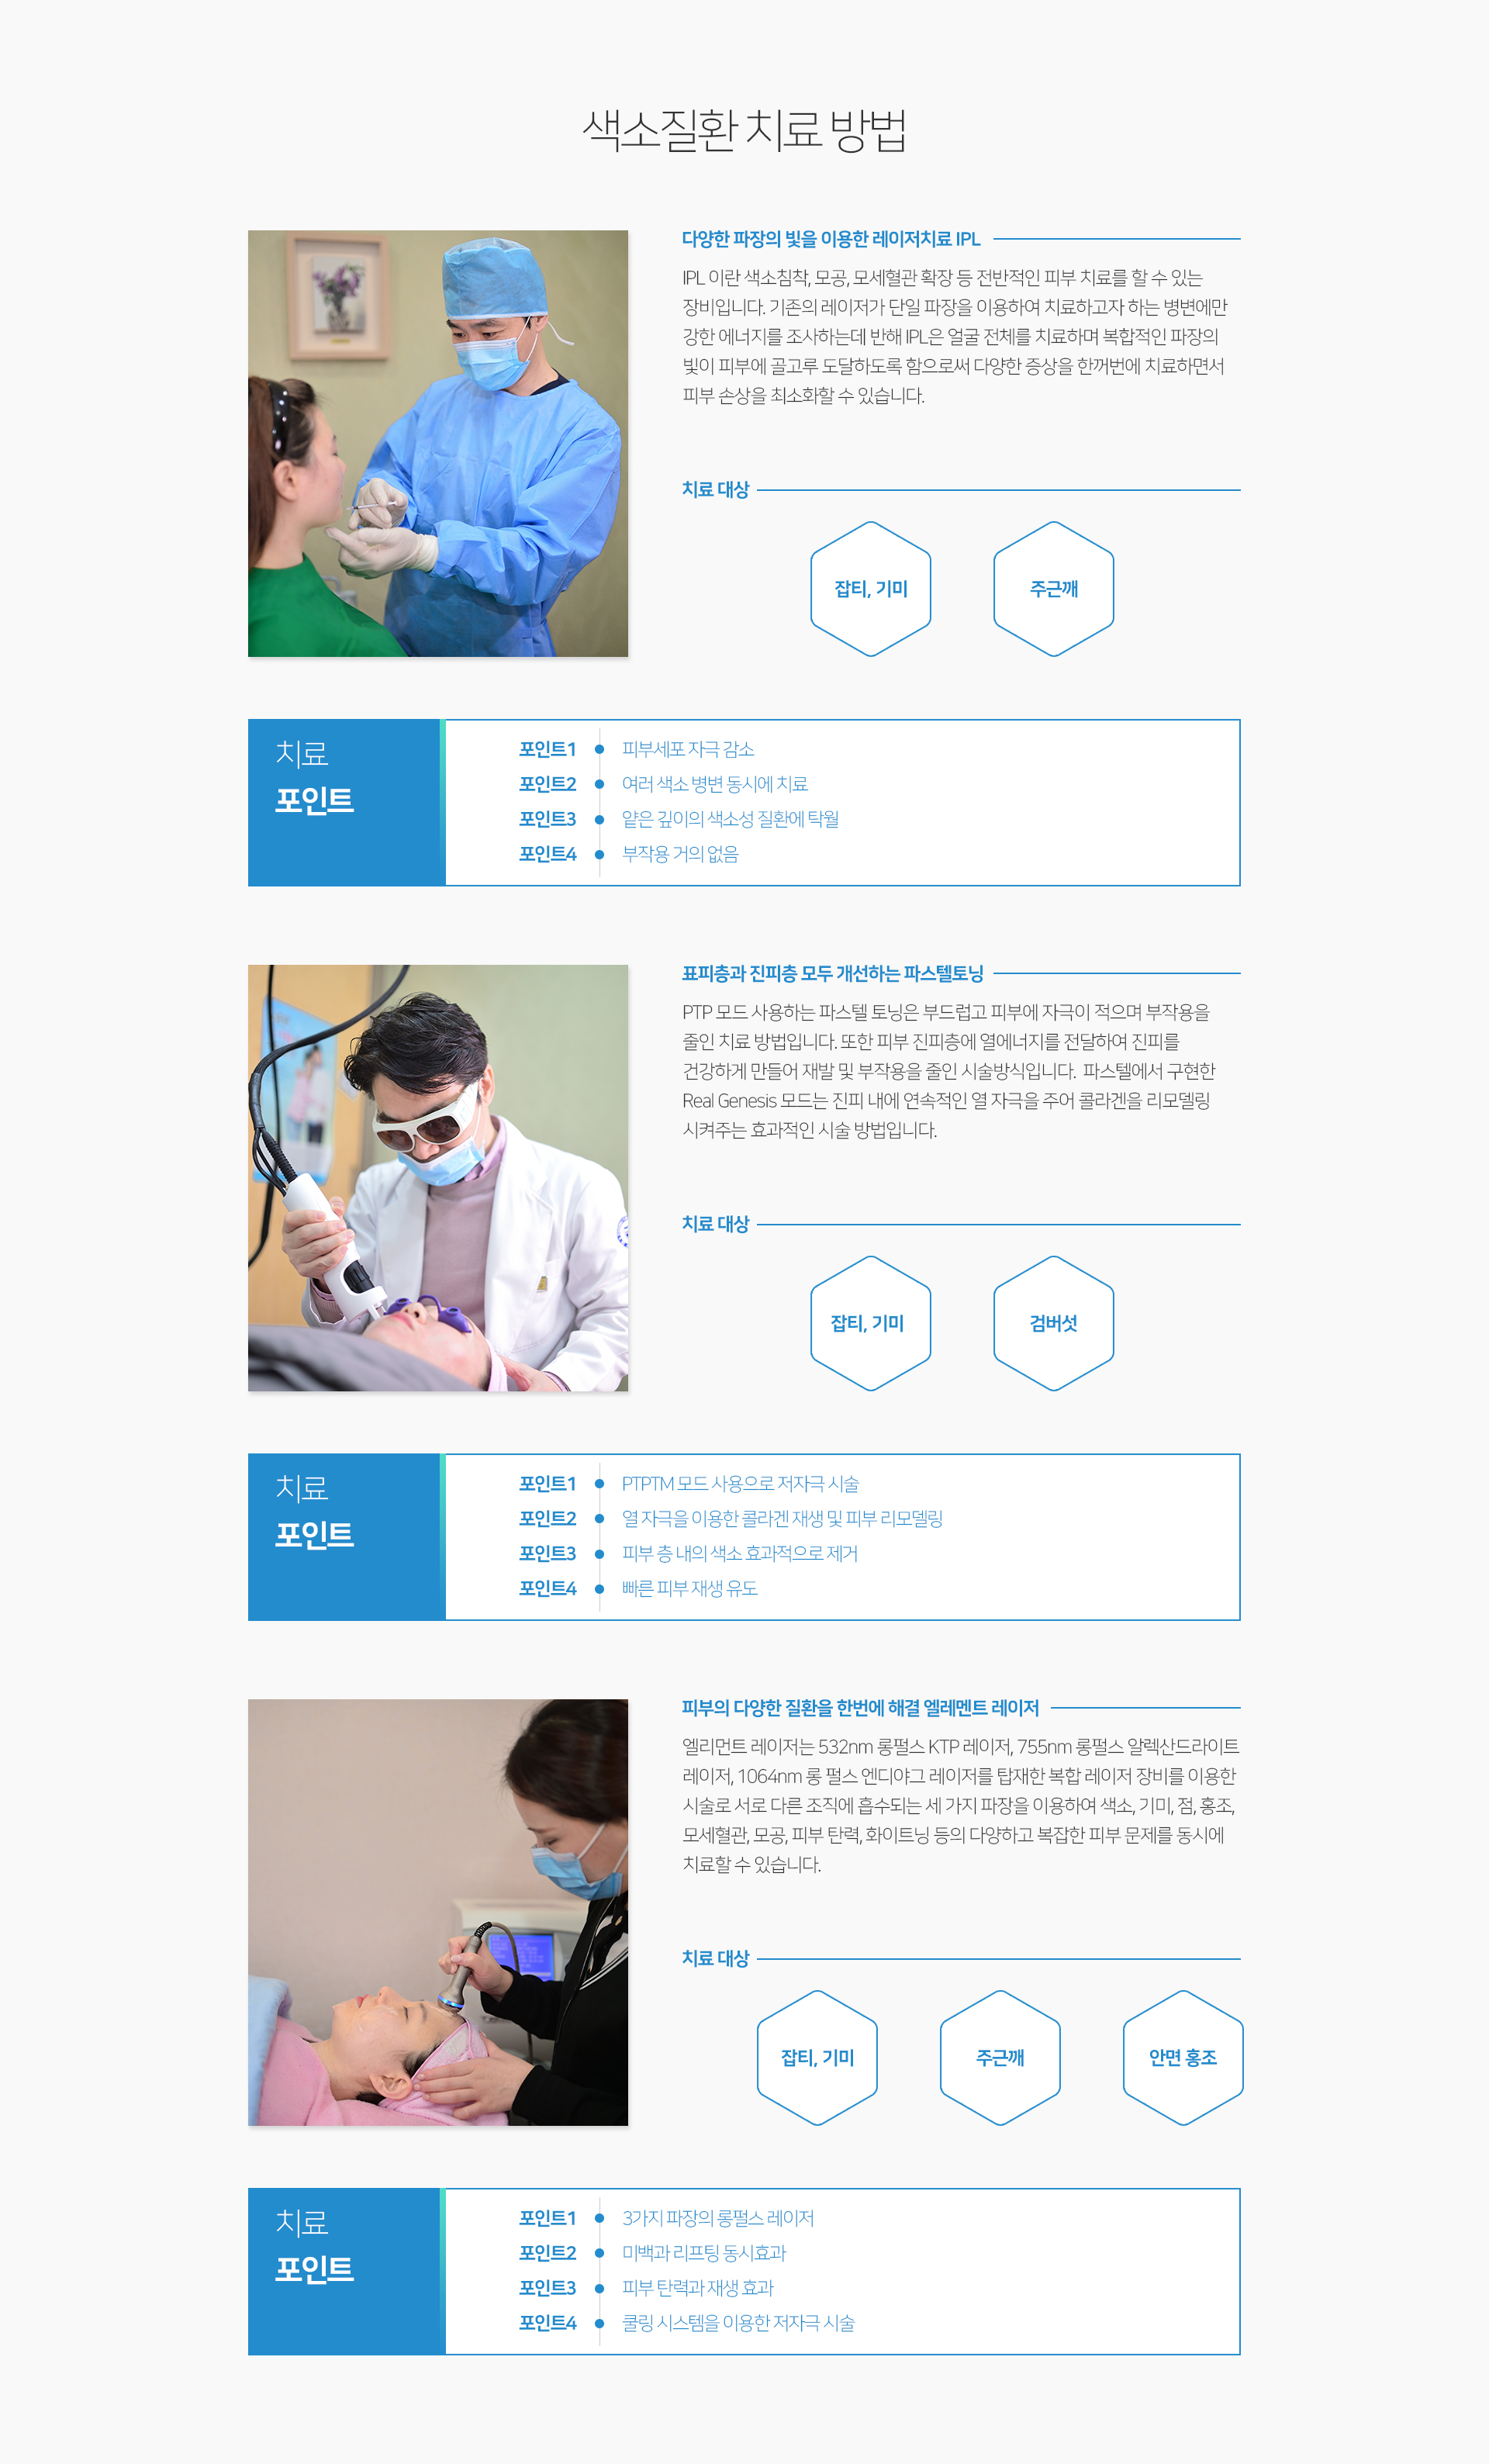 색소질환 치료 방법
다양한 파장의 빛을 이용한 레이저치료 IPL
IPL 이란 색소침착, 모공, 모세혈관 확장 등 전반적인 피부 치료를 할 수 있는
장비입니다. 기존의 레이저가 단일 파장을 이용하여 치료하고자 하는 병변에만
강한 에너지를 조사하는데 반해 IPL은 얼굴 전체를 치료하며 복합적인 파장의
빛이 피부에 골고루 도달하도록 함으로써 다양한 증상을 한꺼번에 치료하면서
피부 손상을 최소화할 수 있습니다.
치료 대상
잡티, 기미
주근깨
치료
포인트
포인트1 피부세포 자극 감소
포인트2 여러 색소 병변 동시에 치료
포인트3 얕은 깊이의 색소성 질환에 탁월
포인트4 부작용 거의 없음
표피층과 진피층 모두 개선하는 파스텔토닝
PTP 모드 사용하는 파스텔 토닝은 부드럽고 피부에 자극이 적으며 부작용을
줄인 치료 방법입니다. 또한 피부 진피층에 열에너지를 전달하여 진피를
건강하게 만들어 재발 및 부작용을 줄인 시술방식입니다. 파스텔에서 구현한
Real Genesis 모드는 진피 내에 연속적인 열 자극을 주어 콜라겐을 리모델링
시켜주는 효과적인 시술 방법입니다.
치료 대상
잡티, 기미
검버섯
치료
포인트
포인트1 PTPTM 모드 사용으로 저자극 시술
포인트2 열 자극을 이용한 콜라겐 재생 및 피부 리모델링
포인트3 피부 층 내의 색소 효과적으로 제거
포인트4 빠른 피부 재생 유도
피부의 다양한 질환을 한번에 해결 엘레멘트 레이저
엘리먼트 레이저는 532nm 롱펄스 KTP 레이저, 755nm 롱펄스 알렉산드라이트
레이저, 1064nm 롱 펄스 엔디야그 레이저를 탑재한 복합 레이저 장비를 이용한
시술로 서로 다른 조직에 흡수되는 세 가지 파장을 이용하여 색소, 기미, 점, 홍조,
모세혈관, 모공, 피부 탄력, 화이트닝 등의 다양하고 복잡한 피부 문제를 동시에
치료할 수 있습니다.
치료 대상
잡티, 기미
주근깨
안면 홍조
치료
포인트
포인트1 3가지 파장의 롱펄스 레이저
포인트2 미백과 리프팅 동시효과
포인트3 피부 탄력과 재생 효과
포인트4 쿨링 시스템을 이용한 저자극 시술